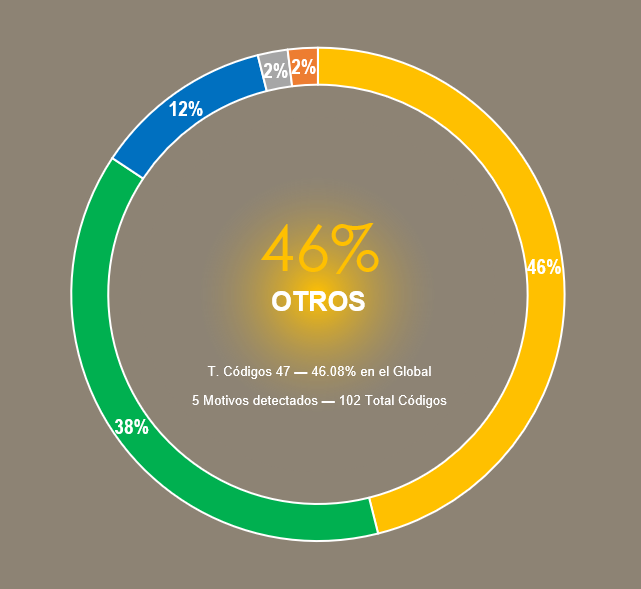 2%
2%
12%
46%
46%
OTROS
T. Códigos 47 — 46.08% en el Global
5 Motivos detectados — 102 Total Códigos
38%